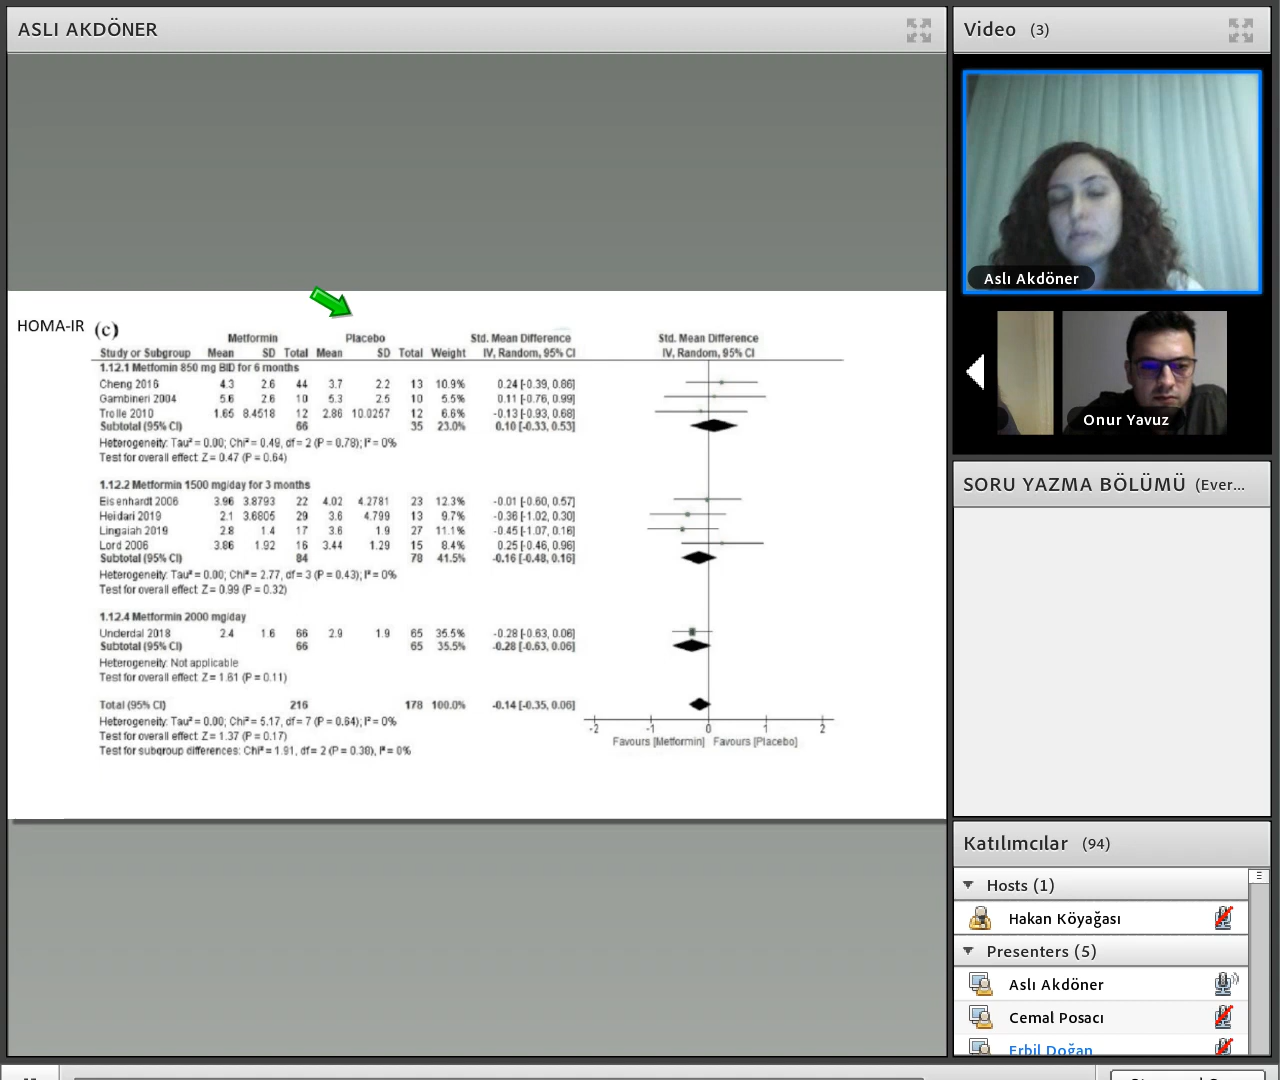 ASLI AKDÖNER
Video (3)
Aslı Akdöner
Onur Yavuz
HOMA-IR (c)
Metformin Placebo Std. Mean Difference Std. Mean Difference
Study or Subgroup Mean SD Total Mean SD Total Weight IV, Random, 95% CI IV, Random, 95% CI
1.12.1 Metfomin 850 mg BID for 6 months
Cheng 2016 4.3 2.6 44 3.7 2.2 13 10.9% 0.24 [-0.39, 0.86]
Gambineri 2004 5.6 2.6 10 5.3 2.5 10 5.5% 0.11 [-0.76, 0.99]
Trolle 2010 1.65 8.4518 12 2.86 10.0257 12 6.6% -0.13 [-0.93, 0.68]
Subtotal (95% CI) 66 35 23.0% 0.10 [-0.33, 0.53]
Heterogeneity: Tau² = 0.00; Chi² = 0.49, df = 2 (P = 0.78); I² = 0%
Test for overall effect: Z = 0.47 (P = 0.64)
1.12.2 Metformin 1500 mg/day for 3 months
Eisenhardt 2006 3.96 3.8793 22 4.02 4.2781 23 12.3% -0.01 [-0.60, 0.57]
Heidari 2019 2.1 3.6805 29 3.6 4.799 13 9.7% -0.36 [-1.02, 0.30]
Lingaiah 2019 2.8 1.4 17 3.6 1.9 27 11.1% -0.45 [-1.07, 0.16]
Lord 2006 3.86 1.92 16 3.44 1.29 15 8.4% 0.25 [-0.46, 0.96]
Subtotal (95% CI) 84 78 41.5% -0.16 [-0.48, 0.16]
Heterogeneity: Tau² = 0.00; Chi² = 2.77, df = 3 (P = 0.43); I² = 0%
Test for overall effect: Z = 0.99 (P = 0.32)
1.12.4 Metformin 2000 mg/day
Underdal 2018 2.4 1.6 66 2.9 1.9 65 35.5% -0.28 [-0.63, 0.06]
Subtotal (95% CI) 66 65 35.5% -0.28 [-0.63, 0.06]
Heterogeneity: Not applicable
Test for overall effect: Z = 1.61 (P = 0.11)
Total (95% CI) 216 178 100.0% -0.14 [-0.35, 0.06]
Heterogeneity: Tau² = 0.00; Chi² = 5.17, df = 7 (P = 0.64); I² = 0%
Test for overall effect: Z = 1.37 (P = 0.17)
Test for subgroup differences: Chi² = 1.91, df = 2 (P = 0.38), I² = 0%
-2 -1 0 1 2
Favours [Metformin] Favours [Placebo]
SORU YAZMA BÖLÜMÜ (Ever...
Katılımcılar (94)
Hosts (1)
Hakan Köyağası
Presenters (5)
Aslı Akdöner
Cemal Posacı
Erbil Doğan